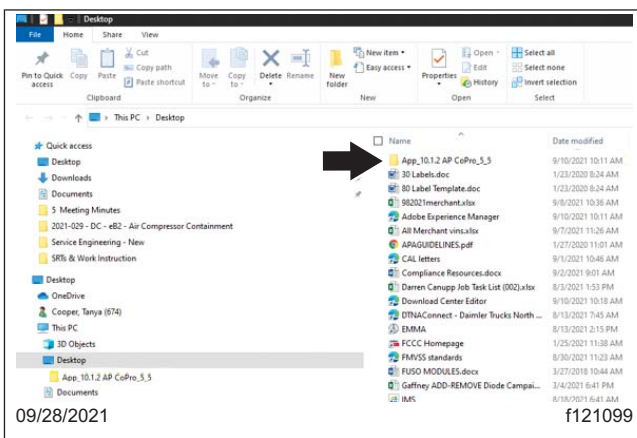 Desktop
File Home Share View
Pin to Quick access
Copy
Paste
Cut
Copy path
Paste shortcut
Clipboard
Move to
Copy to
Delete
Rename
Organize
New folder
New item
Easy access
New
Properties
Open
Edit
History
Open
Select all
Select none
Invert selection
Select
This PC > Desktop
Quick access
Desktop
Downloads
Documents
5 Meeting Minutes
2021-029 - DC - eB2 - Air Compressor Containment
Service Engineering - New
SRTs & Work Instruction
Desktop
OneDrive
Cooper, Tanya (674)
This PC
3D Objects
Desktop
App_10.1.2 AP CoPro_5_5
Documents
Name Date modified
App_10.1.2 AP CoPro_5_5 9/10/2021 10:11 AM
30 Labels.doc 1/23/2020 8:24 AM
80 Label Template.doc 1/23/2020 8:24 AM
982021merchant.xlsx 9/8/2021 10:36 AM
Adobe Experience Manager 9/10/2021 10:11 AM
All Merchant vins.xlsx 9/7/2021 11:26 AM
APAGUIDELINES.pdf 1/27/2020 11:01 AM
CAL letters 9/1/2021 10:46 AM
Compliance Resources.docx 9/2/2021 9:01 AM
Darren Canupp Job Task List (002).xlsx 8/3/2021 1:53 PM
Download Center Editor 9/10/2021 10:18 AM
DTNAConnect - Daimler Trucks North ... 8/13/2021 7:45 AM
EMMA 8/13/2021 2:15 PM
FCCC Homepage 1/25/2021 11:38 AM
FMVSS standards 8/30/2021 11:23 AM
FUSO MODULES.docx 3/27/2018 10:44 AM
Gaffney ADD-REMOVE Diode Campai... 3/4/2021 6:41 PM
IMS 8/18/2021 6:41 AM
09/28/2021 f121099